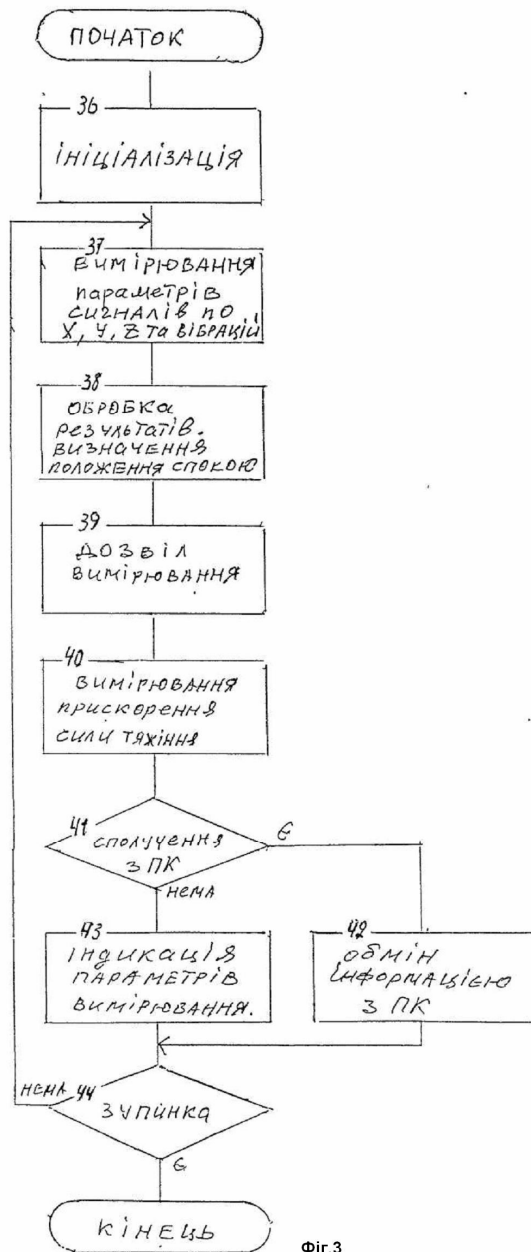 ПОЧАТОК
36
ініціАлізАція
37
ВИМіРЮВАННЯ
параметрів
сигналів по
X, Y, Z та вібрацій
38
ОБРОБКА
результатів.
визначення
положення спокою
39
ДОЗВіЛ
вимірювання
40
вимірювання
прискорення
сили тяжіння
41
сполучення
з ПК
Є
нема
43
індикація
параметрів
вимірювання.
42
обмін
інформацією
з ПК
нема 44
зупинка
Є
КіНЕЦЬ
Фіг.3